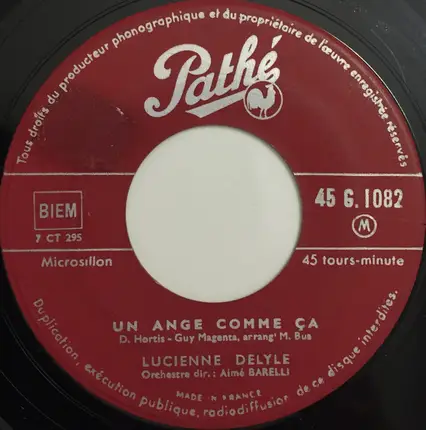 Tous droits du producteur phonographique et du propriétaire de l'œuvre enregistrée réservés
Pathé
BIEM
7 CT 295
45 G. 1082
M
Microsillon
45 tours-minute
UN ANGE COMME ÇA
D. Hortis - Guy Magenta, arrang' M. Bua
LUCIENNE DELYLE
Orchestre dir.: Aimé BARELLI
MADE IN FRANCE
Duplication, exécution publique, radiodiffusion de ce disque interdites.